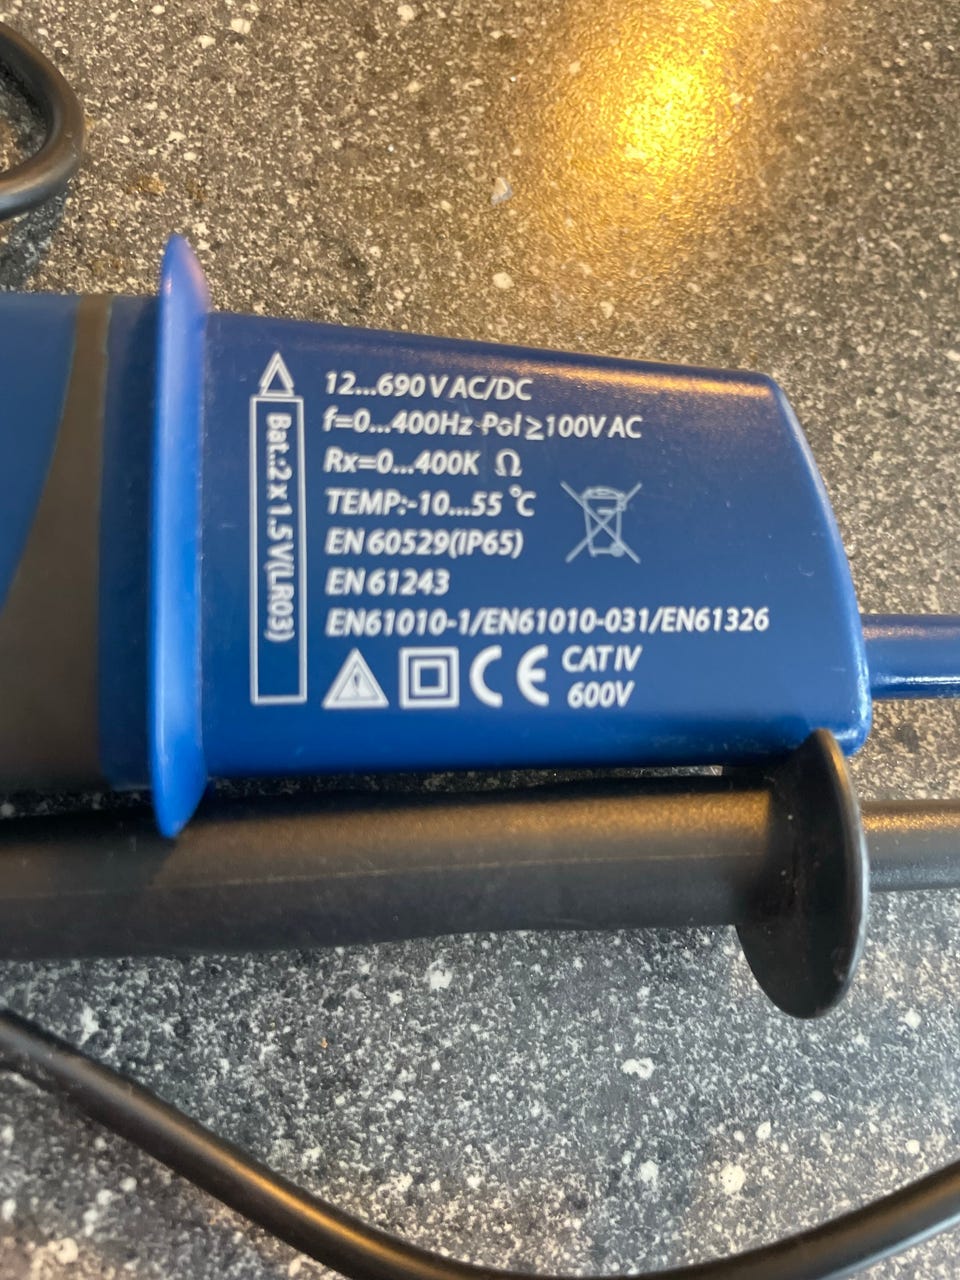 12...690 V AC/DC
f=0...400Hz Pol ≥100V AC
Rx=0...400K Ω
TEMP:-10...55 °C
EN 60529(IP65)
EN 61243
EN61010-1/EN61010-031/EN61326
CE CAT IV
600V
Bat..:2 x 1.5 V(LR03)